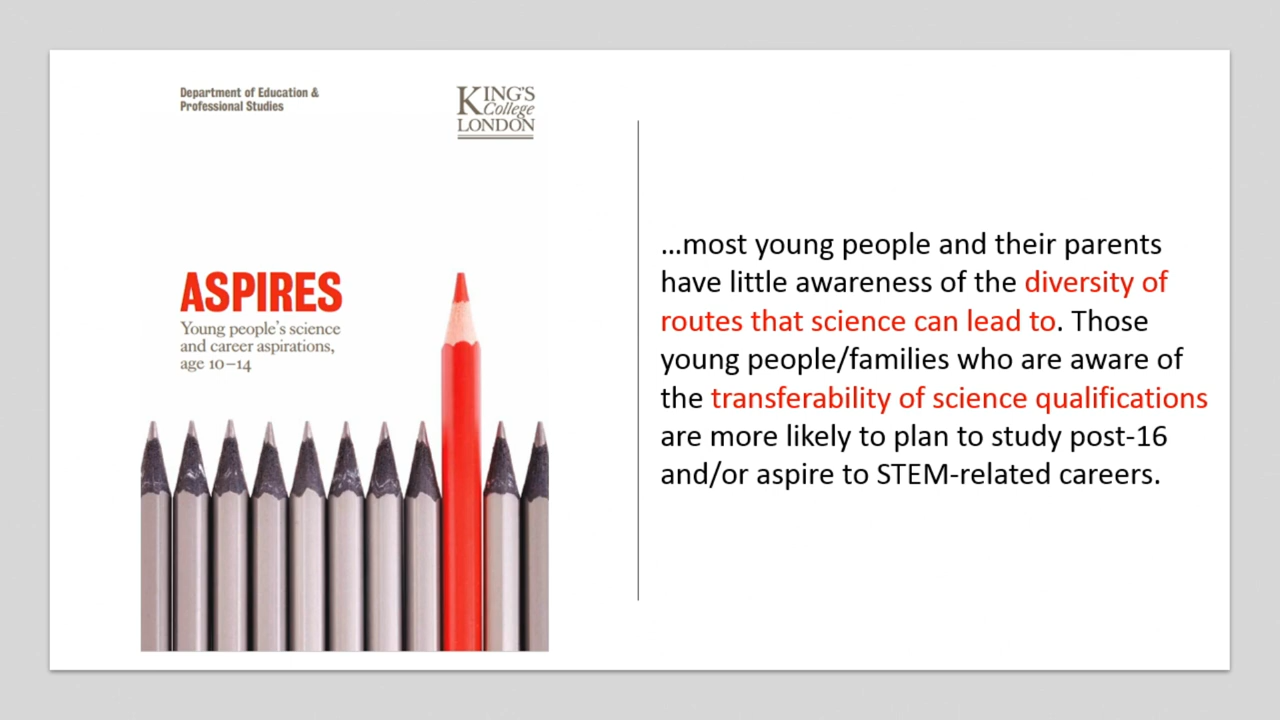 Department of Education &
Professional Studies
KING'S
College
LONDON
ASPIRES
Young people's science
and career aspirations,
age 10–14
...most young people and their parents
have little awareness of the diversity of
routes that science can lead to. Those
young people/families who are aware of
the transferability of science qualifications
are more likely to plan to study post-16
and/or aspire to STEM-related careers.